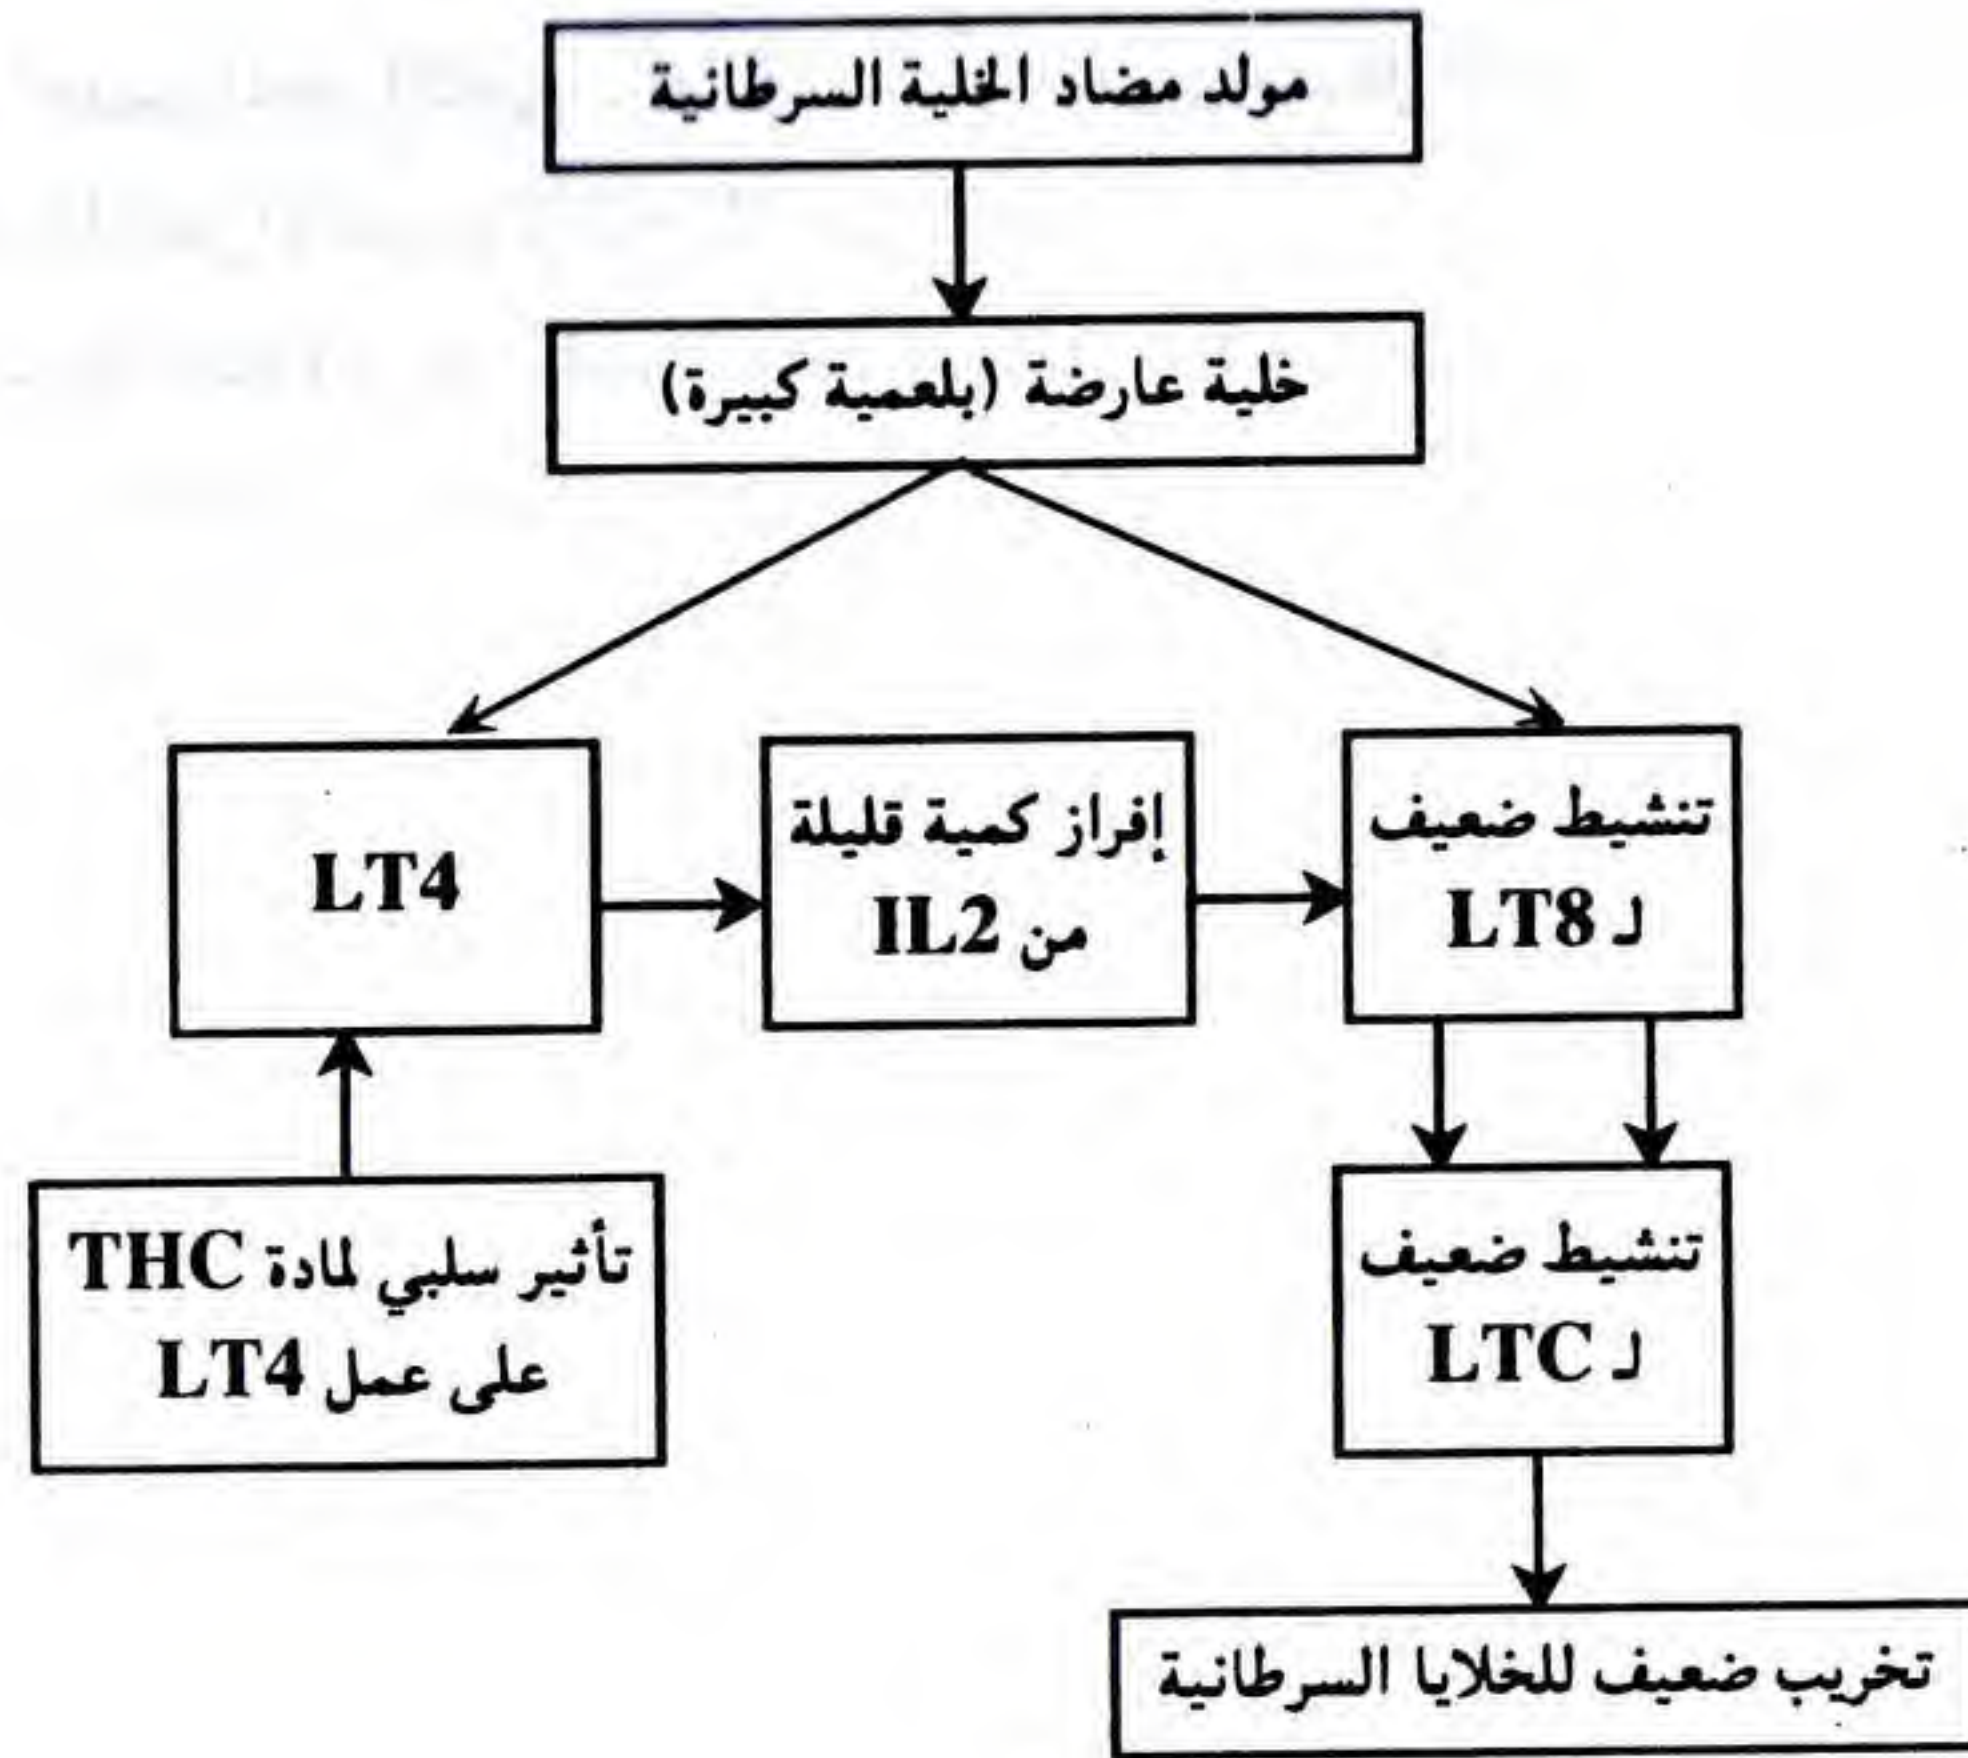 مولد مضاد الخلية السرطانية
خلية عارضة (بلعمية كبيرة)
LT4
إفراز كمية قليلة
من IL2
تنشيط ضعيف
لـ LT8
تأثير سلبي لمادة THC
على عمل LT4
تنشيط ضعيف
لـ LTC
تخريب ضعيف للخلايا السرطانية